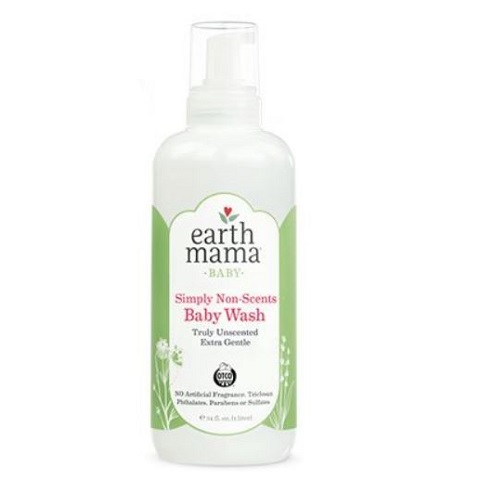 earth
mama
·BABY·
Simply Non-Scents
Baby Wash
Truly Unscented
Extra Gentle
OTCO
NO Artificial Fragrance, Triclosan
Phthalates, Parabens or Sulfates